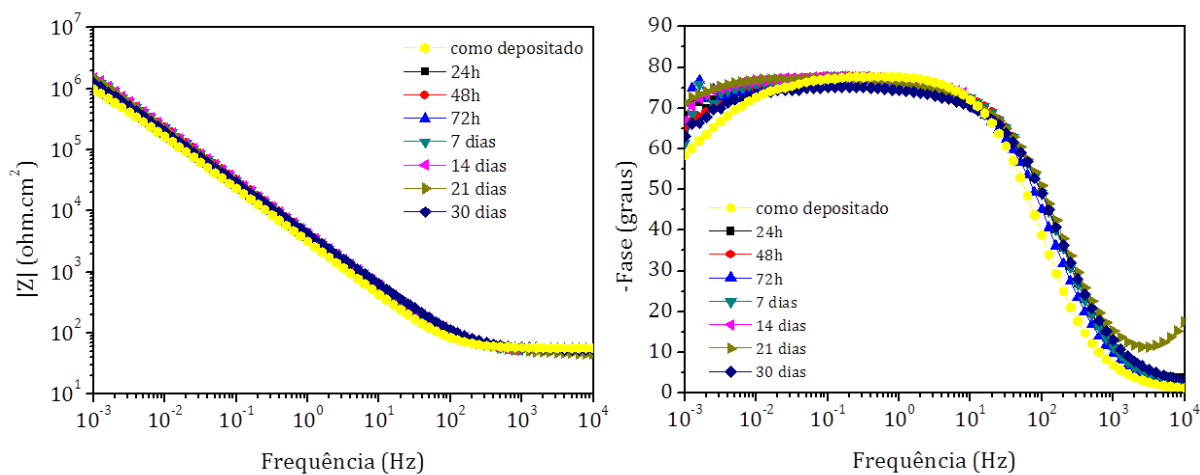 10^7
10^6
10^5
10^4
10^3
10^2
10^1
|Z| (ohm.cm^2)
como depositado
24h
48h
72h
7 dias
14 dias
21 dias
30 dias
10^-3 10^-2 10^-1 10^0 10^1 10^2 10^3 10^4
Frequência (Hz)
90
80
70
60
50
40
30
20
10
0
-Fase (graus)
como depositado
24h
48h
72h
7 dias
14 dias
21 dias
30 dias
10^-3 10^-2 10^-1 10^0 10^1 10^2 10^3 10^4
Frequência (Hz)